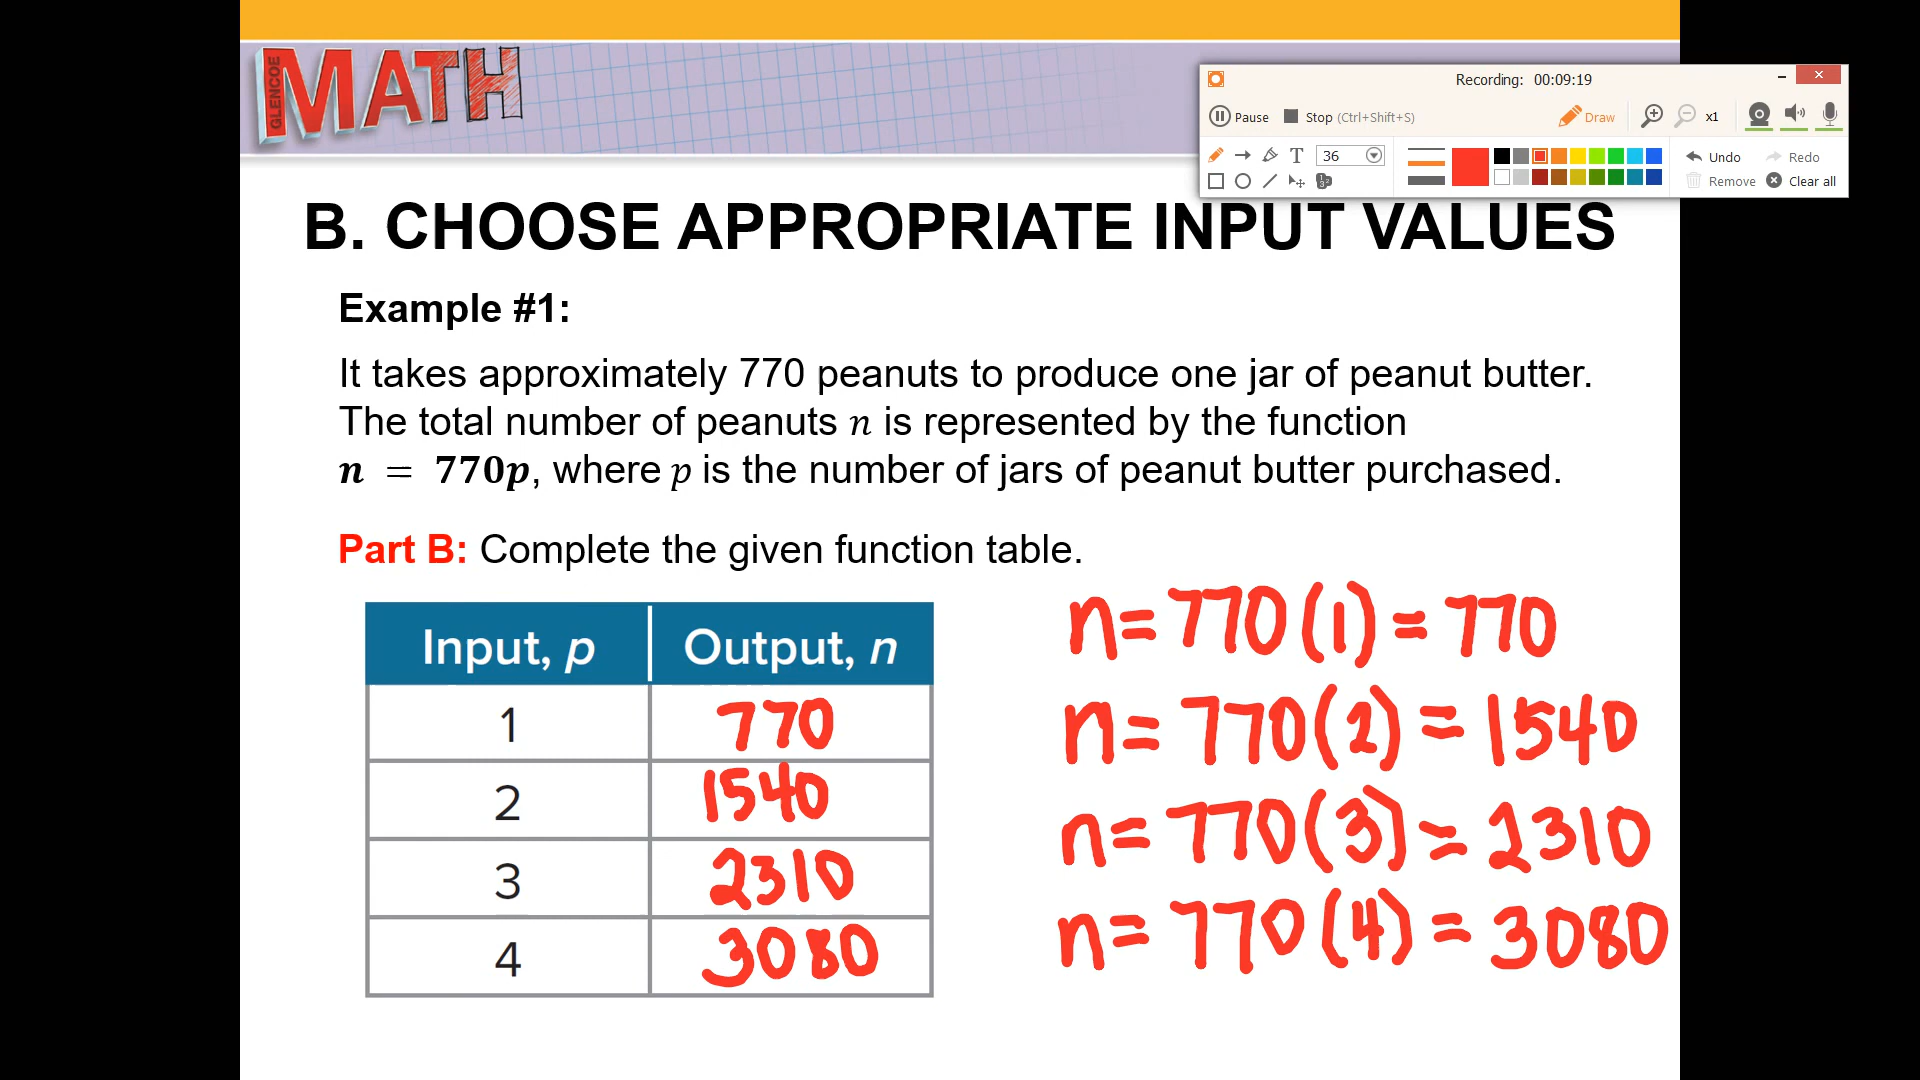 GLENCOE
MATH
Recording: 00:09:19
Pause Stop (Ctrl+Shift+S) Draw x1
T 36 Undo Redo
Remove Clear all
B. CHOOSE APPROPRIATE INPUT VALUES
Example #1:
It takes approximately 770 peanuts to produce one jar of peanut butter.
The total number of peanuts n is represented by the function
n = 770p, where p is the number of jars of peanut butter purchased.
Part B: Complete the given function table.
Input, p Output, n
1 770
2 1540
3 2310
4 3080
n=770(1)=770
n=770(2)=1540
n=770(3)=2310
n=770(4)=3080